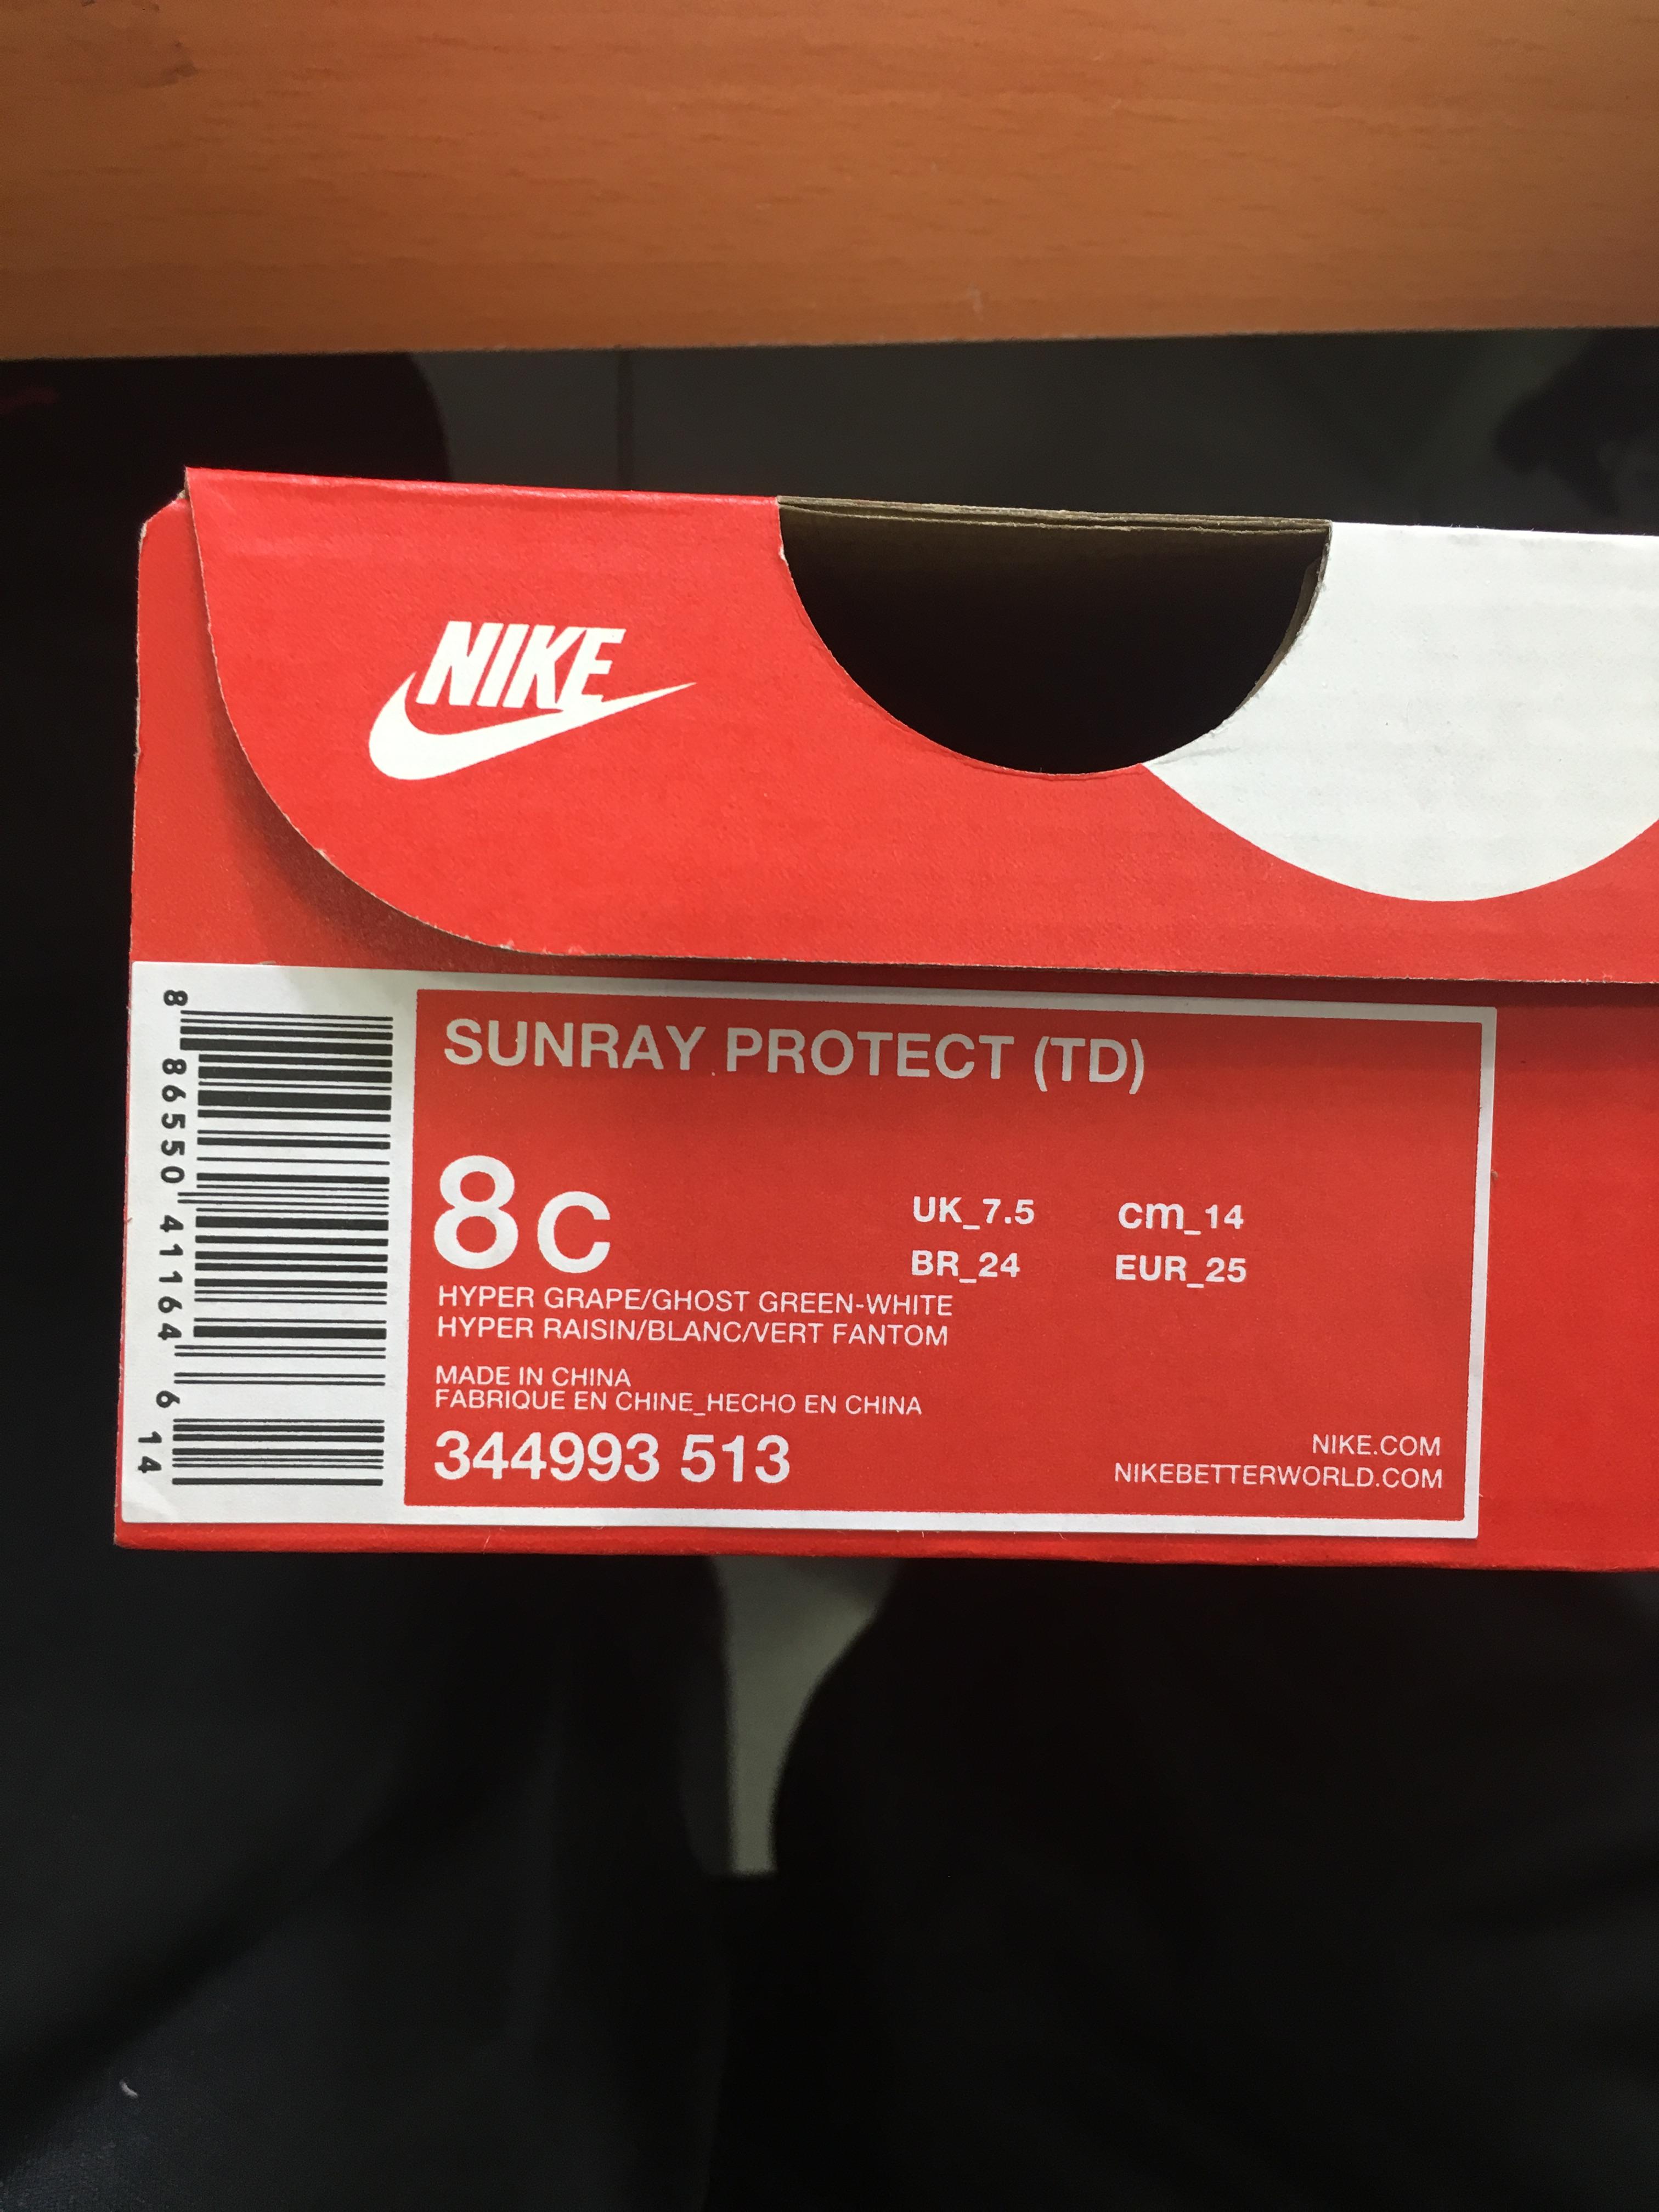 NIKE
SUNRAY PROTECT (TD)
8C
UK_7.5 cm_14
BR_24 EUR_25
HYPER GRAPE/GHOST GREEN-WHITE
HYPER RAISIN/BLANC/VERT FANTOM
MADE IN CHINA
FABRIQUE EN CHINE_HECHO EN CHINA
344993 513
NIKE.COM
NIKEBETTERWORLD.COM
8 86550 41164 6 14